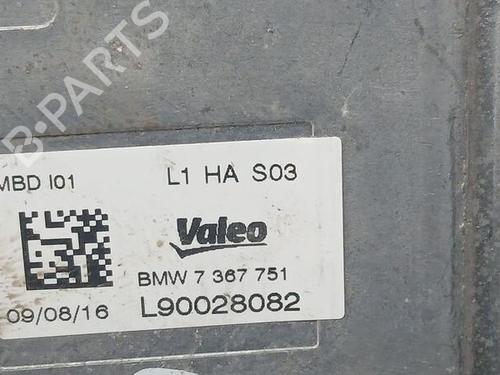 B-PARTS
MBD I01 L1 HA S03
Valeo
BMW 7 367 751
09/08/16 L90028082